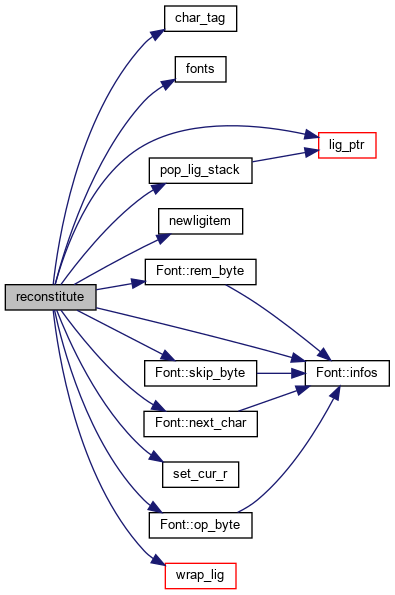 char_tag
fonts
lig_ptr
pop_lig_stack
newligitem
Font::rem_byte
reconstitute
Font::skip_byte
Font::infos
Font::next_char
set_cur_r
Font::op_byte
wrap_lig